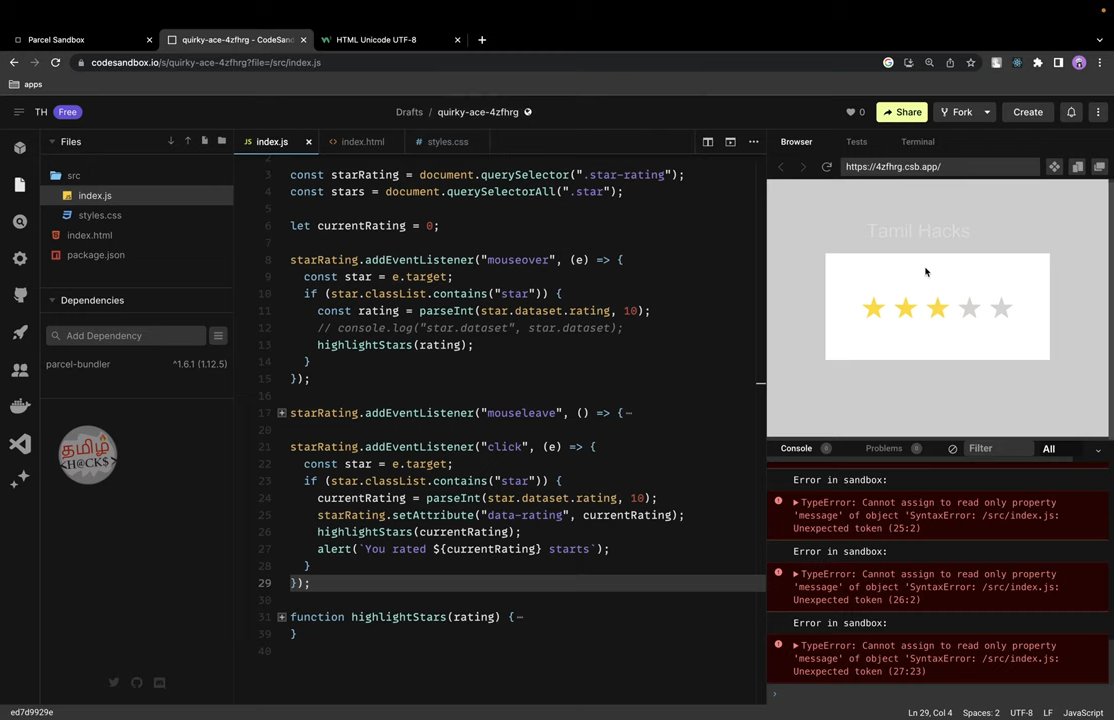 Parcel Sandbox
quirky-ace-4zfhrg - CodeSand
HTML Unicode UTF-8
codesandbox.io/s/quirky-ace-4zfhrg?file=/src/index.js
apps
TH Free
Drafts / quirky-ace-4zfhrg
0 Share Fork Create
Files
src
index.js
styles.css
index.html
package.json
Dependencies
Add Dependency
parcel-bundler ^1.6.1 (1.12.5)
தமிழ்
<H@CK$>
ed7d9929e
index.js index.html styles.css
2
3 const starRating = document.querySelector(".star-rating");
4 const stars = document.querySelectorAll(".star");
5
6 let currentRating = 0;
7
8 starRating.addEventListener("mouseover", (e) => {
9 const star = e.target;
10 if (star.classList.contains("star")) {
11 const rating = parseInt(star.dataset.rating, 10);
12 // console.log("star.dataset", star.dataset);
13 highlightStars(rating);
14 }
15 });
16
17 starRating.addEventListener("mouseleave", () => {
20
21 starRating.addEventListener("click", (e) => {
22 const star = e.target;
23 if (star.classList.contains("star")) {
24 currentRating = parseInt(star.dataset.rating, 10);
25 starRating.setAttribute("data-rating", currentRating);
26 highlightStars(currentRating);
27 alert(`You rated ${currentRating} starts`);
28 }
29 });
30
31 function highlightStars(rating) {
39 }
40
Browser Tests Terminal
https://4zfhrg.csb.app/
Tamil Hacks
Console 0 Problems 0 Filter All
Error in sandbox:
TypeError: Cannot assign to read only property
'message' of object 'SyntaxError: /src/index.js:
Unexpected token (25:2)
Error in sandbox:
TypeError: Cannot assign to read only property
'message' of object 'SyntaxError: /src/index.js:
Unexpected token (26:2)
Error in sandbox:
TypeError: Cannot assign to read only property
'message' of object 'SyntaxError: /src/index.js:
Unexpected token (27:23)
Ln 29, Col 4 Spaces: 2 UTF-8 LF JavaScript